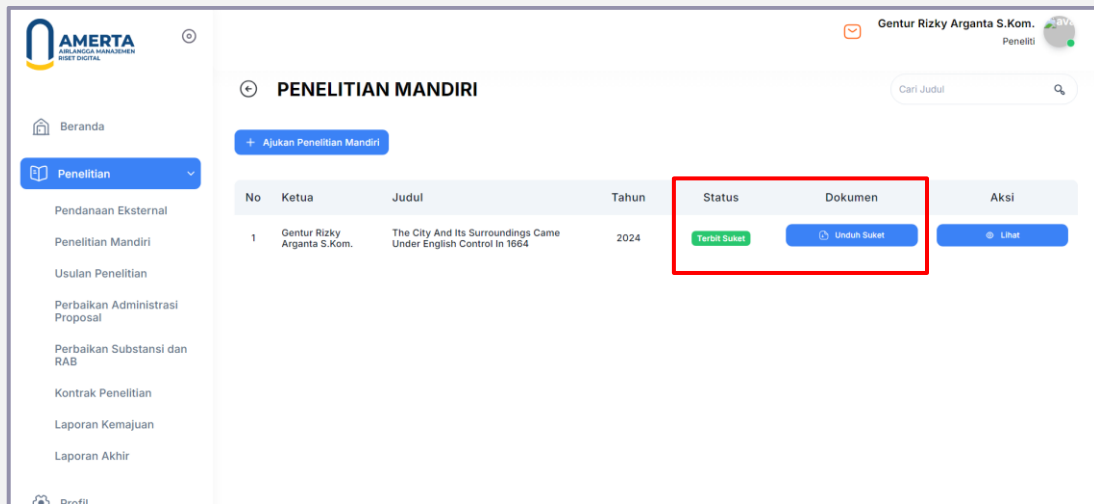 AMERTA
AIRLANGGA MANAJEMEN
RISET DIGITAL
Gentur Rizky Arganta S.Kom.
Peneliti
PENELITIAN MANDIRI
Cari Judul
Beranda
+ Ajukan Penelitian Mandiri
Penelitian
No Ketua Judul Tahun Status Dokumen Aksi
1 Gentur Rizky Arganta S.Kom. The City And Its Surroundings Came Under English Control In 1664 2024 Terbit Suket Unduh Suket Lihat
Pendanaan Eksternal
Penelitian Mandiri
Usulan Penelitian
Perbaikan Administrasi
Proposal
Perbaikan Substansi dan
RAB
Kontrak Penelitian
Laporan Kemajuan
Laporan Akhir
Profil